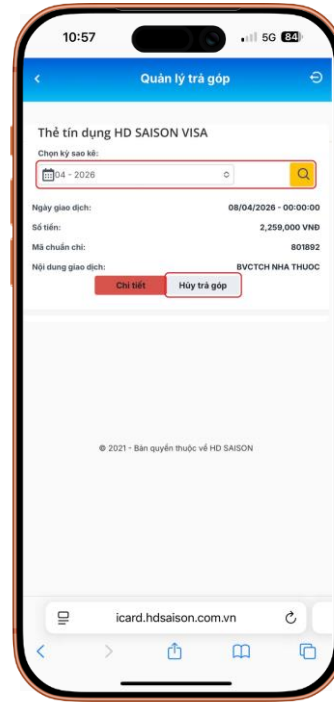 10:57 5G 84
Quản lý trả góp
Thẻ tín dụng HD SAISON VISA
Chọn kỳ sao kê:
04 - 2026
Ngày giao dịch: 08/04/2026 - 00:00:00
Số tiền: 2,259,000 VNĐ
Mã chuẩn chi: 801892
Nội dung giao dịch: BVCTCH NHA THUOC
Chi tiết Hủy trả góp
© 2021 - Bản quyền thuộc về HD SAISON
icard.hdsaison.com.vn